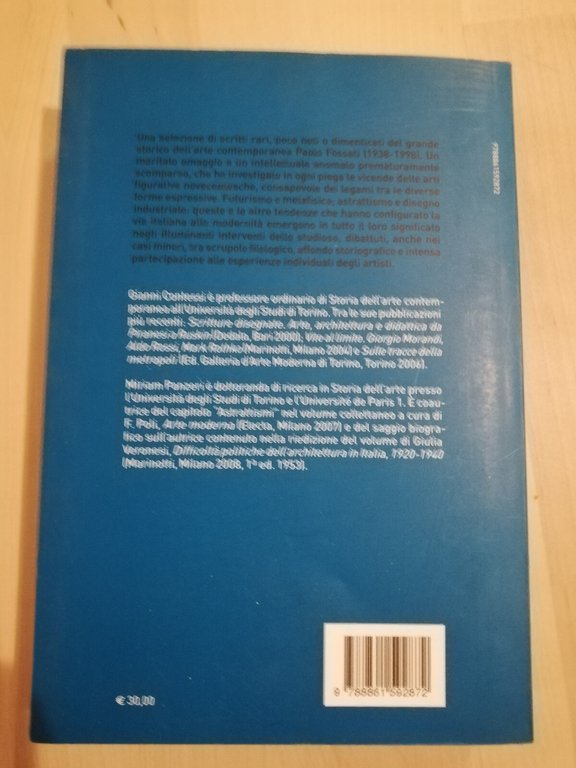 Una selezione di scritti rari, poco noti o dimenticati del grande
storico dell'arte contemporanea Paolo Fossati (1938-1998). Un
meritato omaggio a un intellettuale anomalo prematuramente
scomparso, che ha investigato in ogni piega le vicende delle arti
figurative novecentesche, consapevole dei legami tra le diverse
forme espressive. Futurismo e metafisica, astrattismo e disegno
industriale: queste e le altre tendenze che hanno configurato la
via italiana alle modernità emergono in tutto il loro significato
negli illuminanti interventi dello studioso, dibattuti, anche nei
casi minori, tra scrupolo filologico, affondo storiografico e intensa
partecipazione alle esperienze individuali degli artisti.
Gianni Contessi è professore ordinario di Storia dell'arte contem-
poranea all'Università degli Studi di Torino. Tra le sue pubblicazioni
più recenti: Scritture disegnate. Arte, architettura e didattica da
Piranesi a Ruskin (Dedalo, Bari 2000); Vite al limite. Giorgio Morandi,
Aldo Rossi, Mark Rothko (Marinotti, Milano 2004) e Sulle tracce della
metropoli (Ed. Galleria d'Arte Moderna di Torino, Torino 2006).
Miriam Panzeri è dottoranda di ricerca in Storia dell'arte presso
l'Università degli Studi di Torino e l'Université de Paris 1. È coau-
trice del capitolo "Astrattismi" nel volume collettaneo a cura di
F. Poli, Arte moderna (Electa, Milano 2007) e del saggio biogra-
fico sull'autrice contenuto nella riedizione del volume di Giulia
Veronesi, Difficoltà politiche dell'architettura in Italia, 1920-1940
(Marinotti, Milano 2008, 1ª ed. 1953).
9788861592872
€ 30,00
9 788861 592872